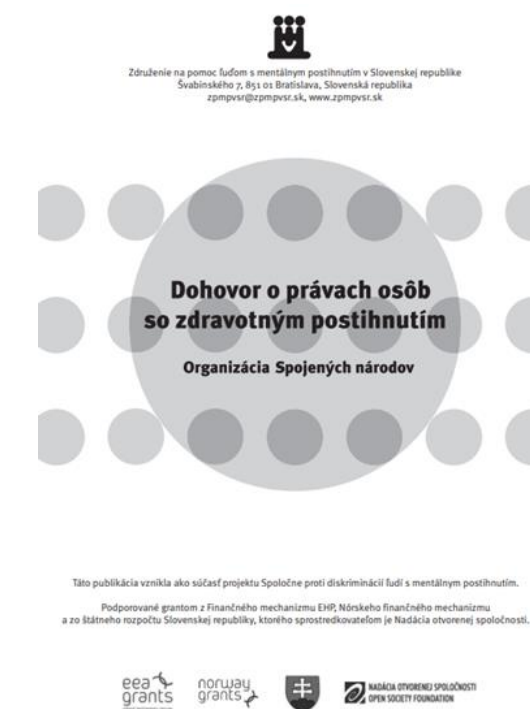 Združenie na pomoc ľuďom s mentálnym postihnutím v Slovenskej republike
Švabinského 7, 851 01 Bratislava, Slovenská republika
zpmpvsr@zpmpvsr.sk, www.zpmpvsr.sk
Dohovor o právach osôb
so zdravotným postihnutím
Organizácia Spojených národov
Táto publikácia vznikla ako súčasť projektu Spoločne proti diskriminácií ľudí s mentálnym postihnutím.
Podporované grantom z Finančného mechanizmu EHP, Nórskeho finančného mechanizmu
a zo štátneho rozpočtu Slovenskej republiky, ktorého sprostredkovateľom je Nadácia otvorenej spoločnosti.
eea
grants
norway
grants
NADÁCIA OTVORENEJ SPOLOČNOSTI
OPEN SOCIETY FOUNDATION